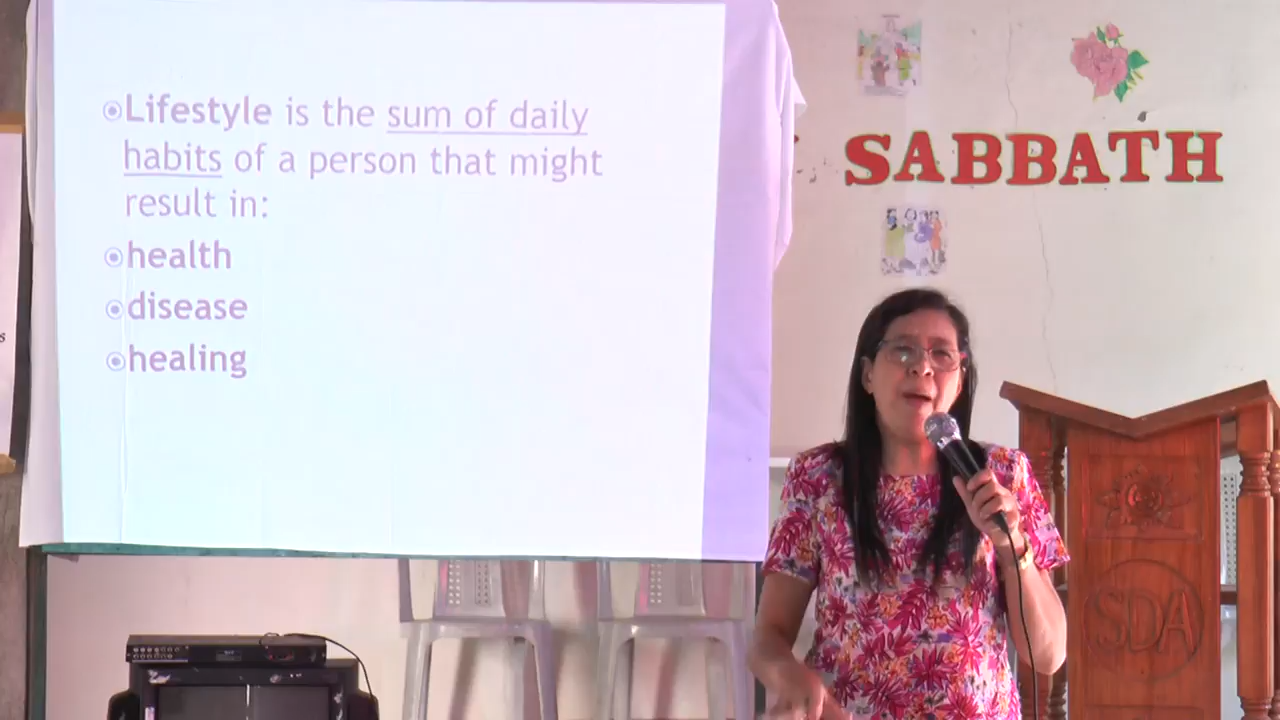 Lifestyle is the sum of daily
habits of a person that might
result in:
health
disease
healing
SABBATH
SDA